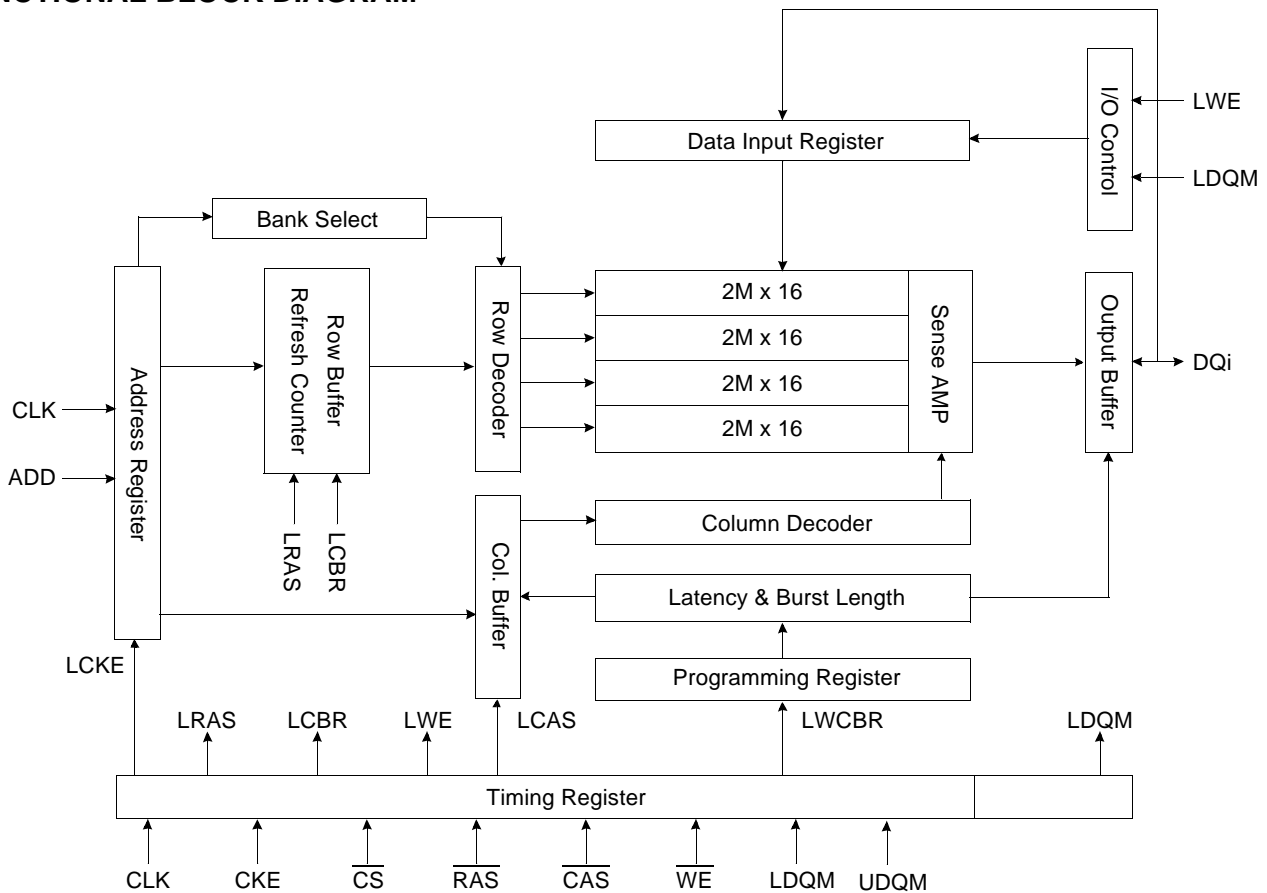 I/O Control
LWE
Data Input Register
LDQM
Bank Select
Address Register
Refresh Counter
Row Buffer
Row Decoder
2M x 16
2M x 16
2M x 16
2M x 16
Sense AMP
Output Buffer
DQi
CLK
ADD
LRAS
LCBR
Col. Buffer
Column Decoder
Latency & Burst Length
Programming Register
LCKE
LRAS
LCBR
LWE
LCAS
LWCBR
LDQM
Timing Register
CLK
CKE
CS
RAS
CAS
WE
LDQM
UDQM